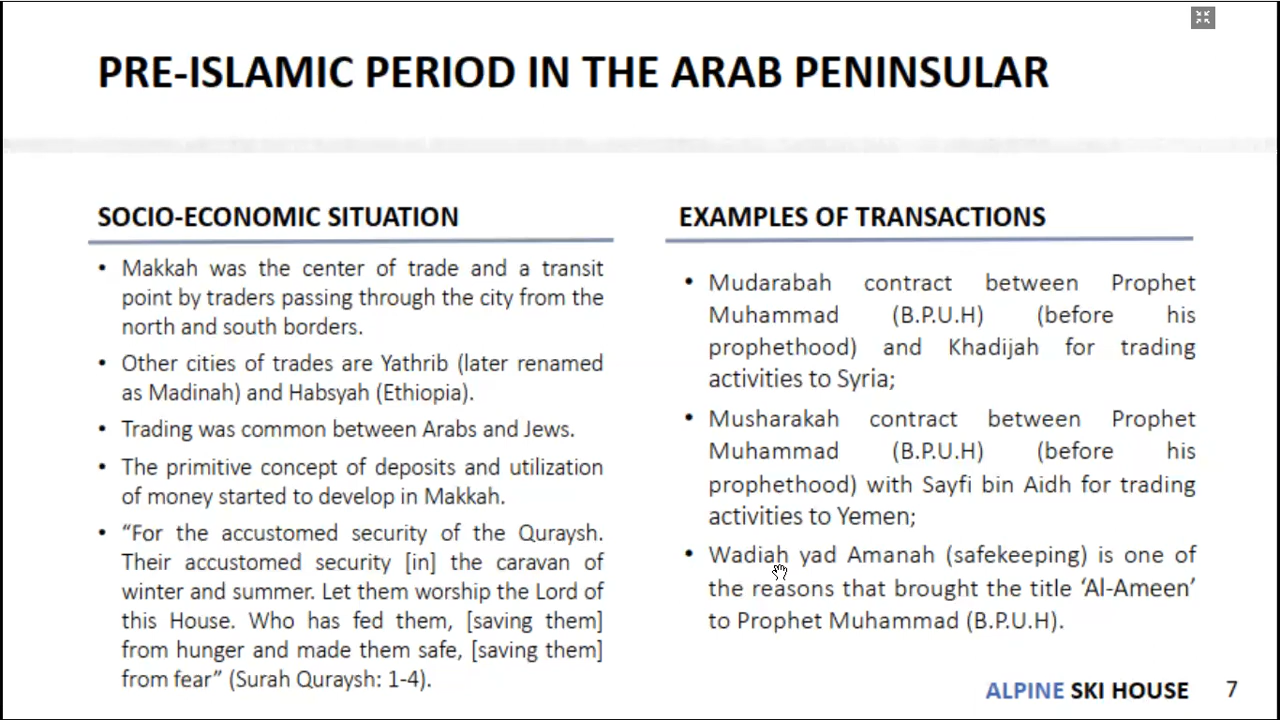 PRE-ISLAMIC PERIOD IN THE ARAB PENINSULAR
SOCIO-ECONOMIC SITUATION
• Makkah was the center of trade and a transit
point by traders passing through the city from the
north and south borders.
• Other cities of trades are Yathrib (later renamed
as Madinah) and Habsyah (Ethiopia).
• Trading was common between Arabs and Jews.
• The primitive concept of deposits and utilization
of money started to develop in Makkah.
• “For the accustomed security of the Quraysh.
Their accustomed security [in] the caravan of
winter and summer. Let them worship the Lord of
this House. Who has fed them, [saving them]
from hunger and made them safe, [saving them]
from fear” (Surah Quraysh: 1-4).
EXAMPLES OF TRANSACTIONS
• Mudarabah contract between Prophet
Muhammad (B.P.U.H) (before his
prophethood) and Khadijah for trading
activities to Syria;
• Musharakah contract between Prophet
Muhammad (B.P.U.H) (before his
prophethood) with Sayfi bin Aidh for trading
activities to Yemen;
• Wadiah yad Amanah (safekeeping) is one of
the reasons that brought the title ‘Al-Ameen’
to Prophet Muhammad (B.P.U.H).
ALPINE SKI HOUSE 7